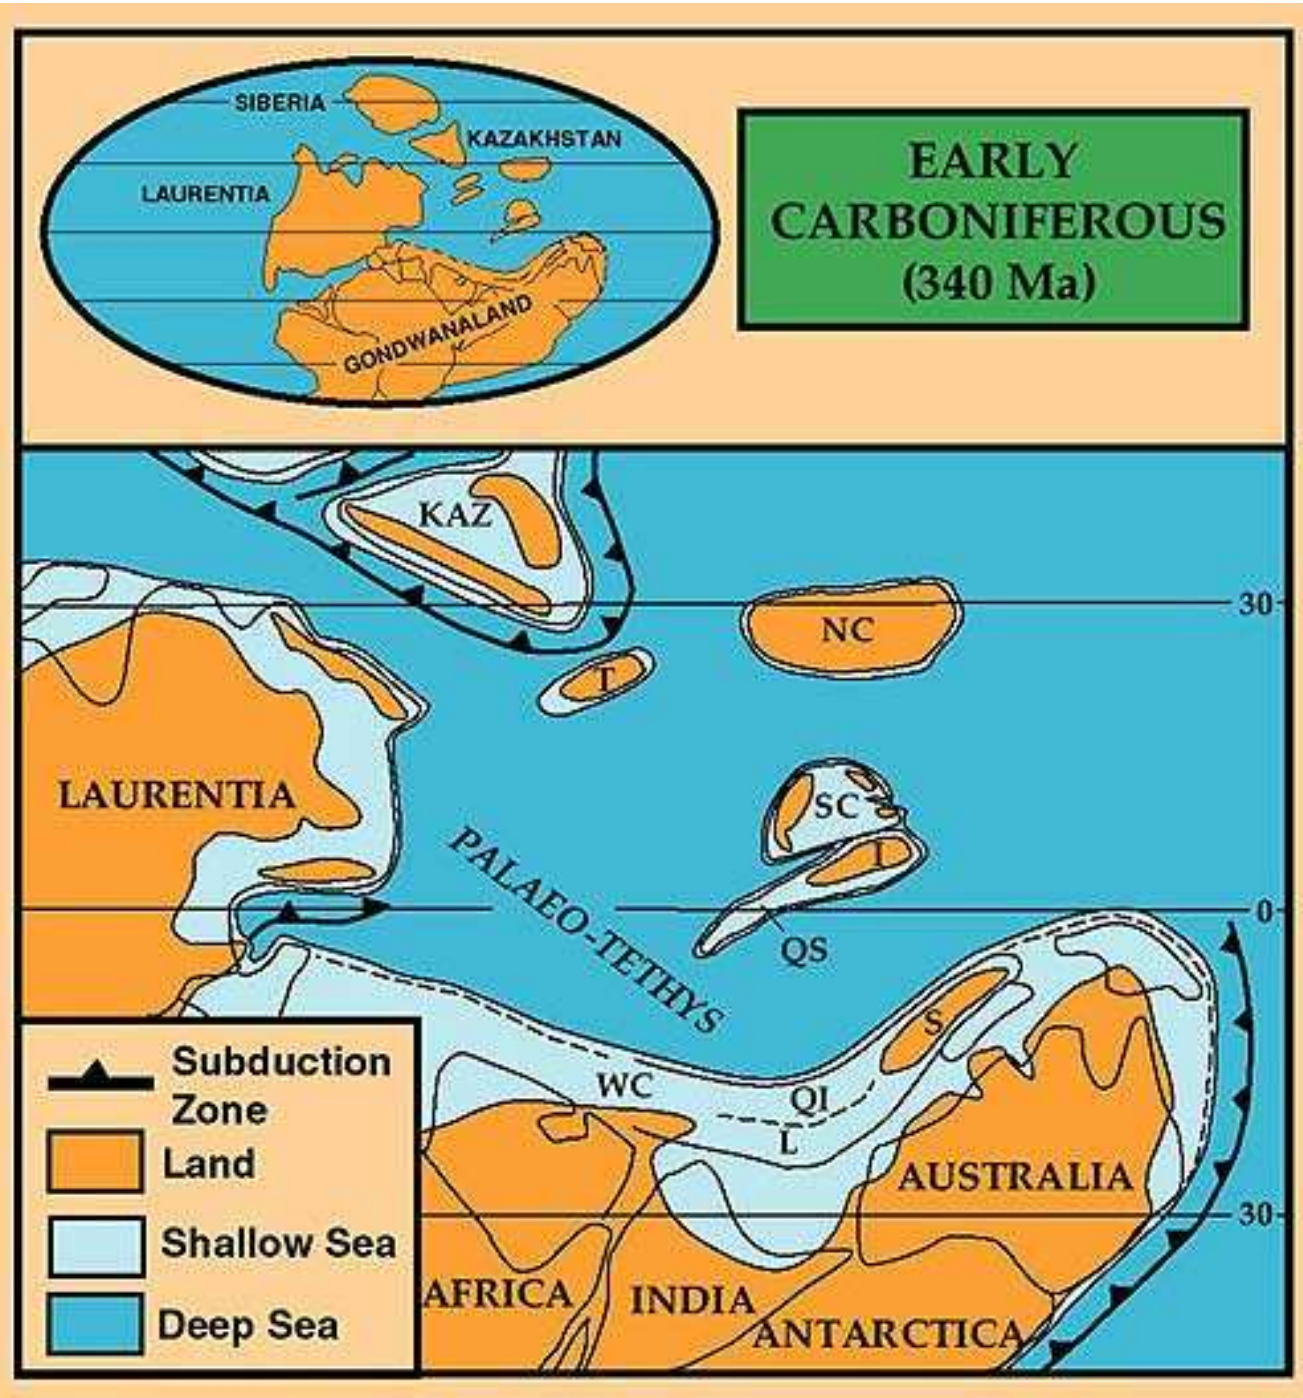 SIBERIA
KAZAKHSTAN
LAURENTIA
GONDWANALAND
EARLY
CARBONIFEROUS
(340 Ma)
KAZ
30
NC
T
LAURENTIA
SC
I
PALAEO-TETHYS
0
QS
S
WC
QI
L
AUSTRALIA
30
AFRICA
INDIA
ANTARCTICA
Subduction
Zone
Land
Shallow Sea
Deep Sea